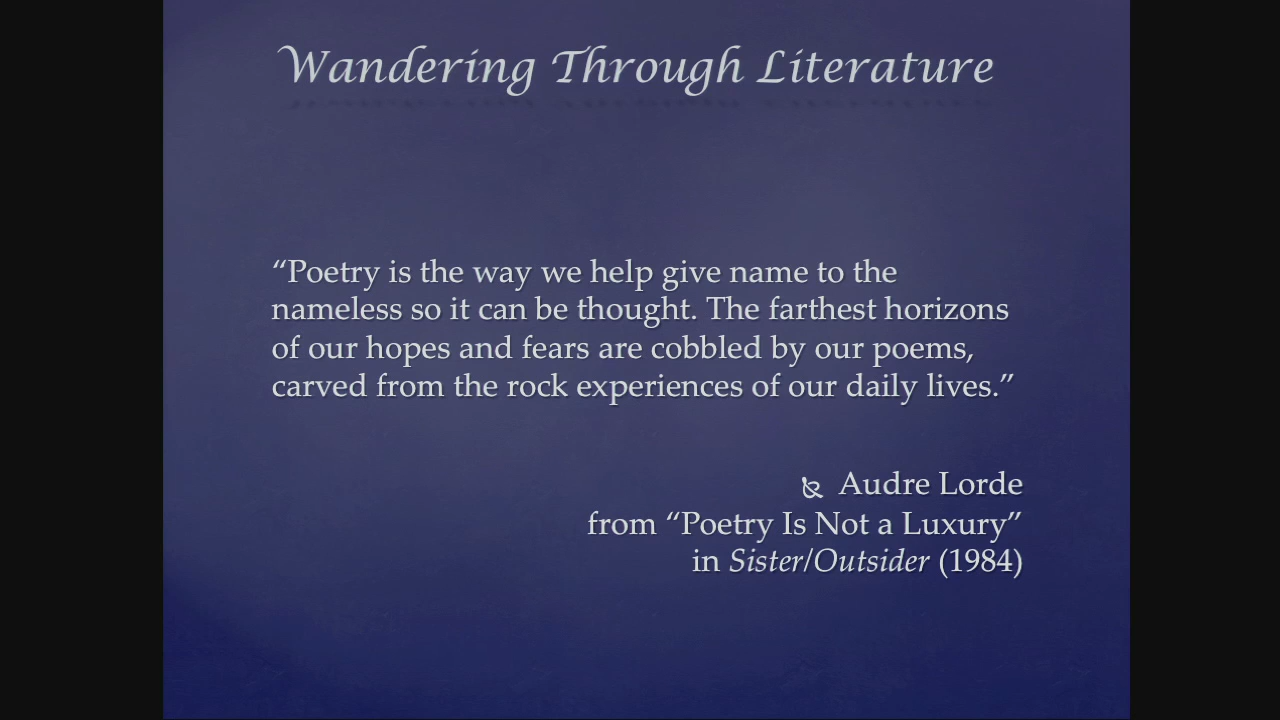 Wandering Through Literature
“Poetry is the way we help give name to the
nameless so it can be thought. The farthest horizons
of our hopes and fears are cobbled by our poems,
carved from the rock experiences of our daily lives.”
Audre Lorde
from “Poetry Is Not a Luxury”
in Sister/Outsider (1984)